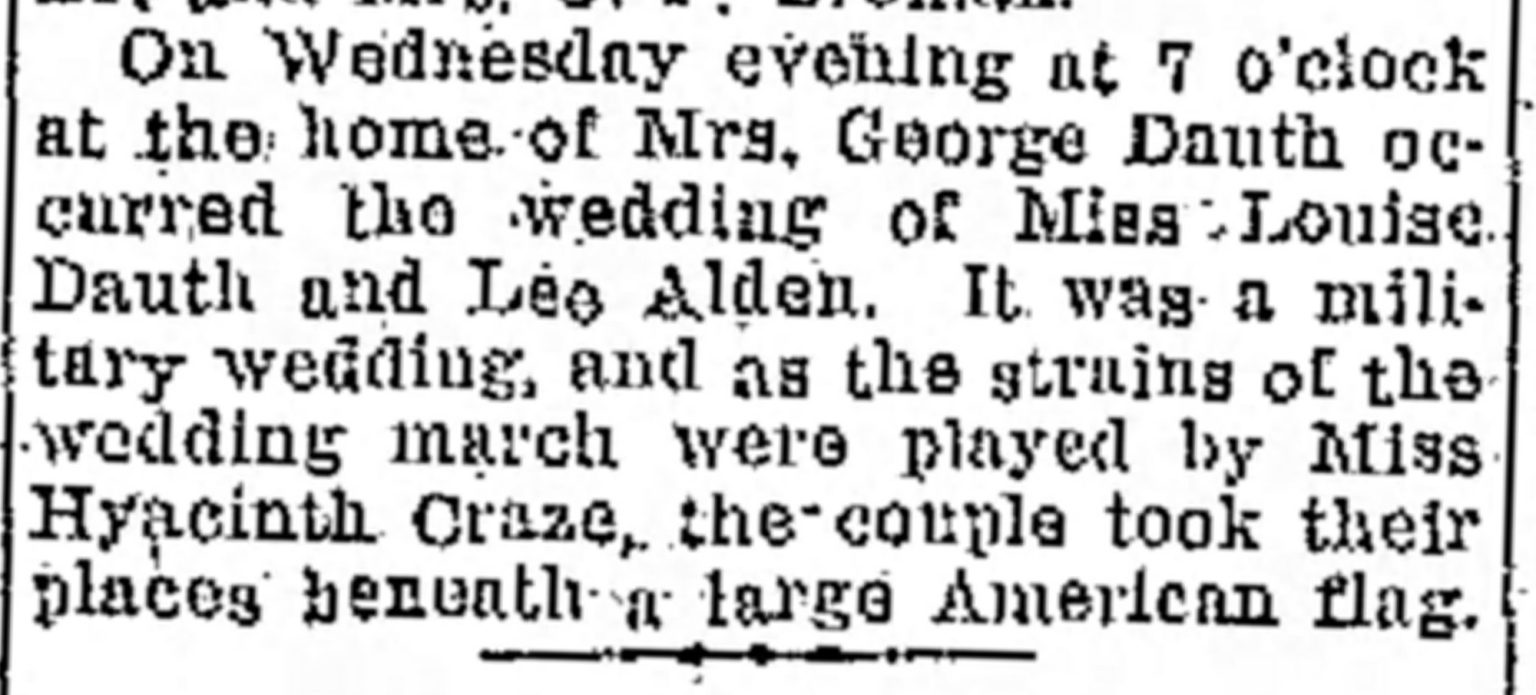 On Wednesday evening at 7 o'clock
at the home of Mrs. George Dauth oc-
curred the wedding of Miss Louise
Dauth and Leo Alden. It was a mili-
tary wedding, and as the strains of the
wedding march were played by Miss
Hyacinth Craze, the couple took their
places beneath a large American flag.